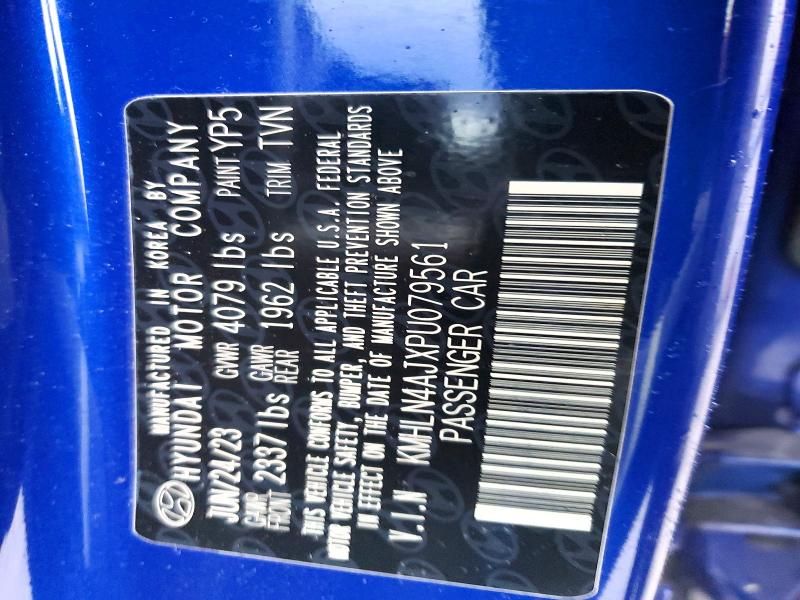 MANUFACTURED IN KOREA BY
HYUNDAI MOTOR COMPANY
JUN/24/23 GVWR 4079 lbs PAINT YP5
GAWR FRONT 2337 lbs GAWR REAR 1962 lbs TRIM TVN
THIS VEHICLE CONFORMS TO ALL APPLICABLE U.S.A. FEDERAL
MOTOR VEHICLE SAFETY, BUMPER, AND THEFT PREVENTION STANDARDS
IN EFFECT ON THE DATE OF MANUFACTURE SHOWN ABOVE
V.I.N KMHLN4AJXPU079561
PASSENGER CAR